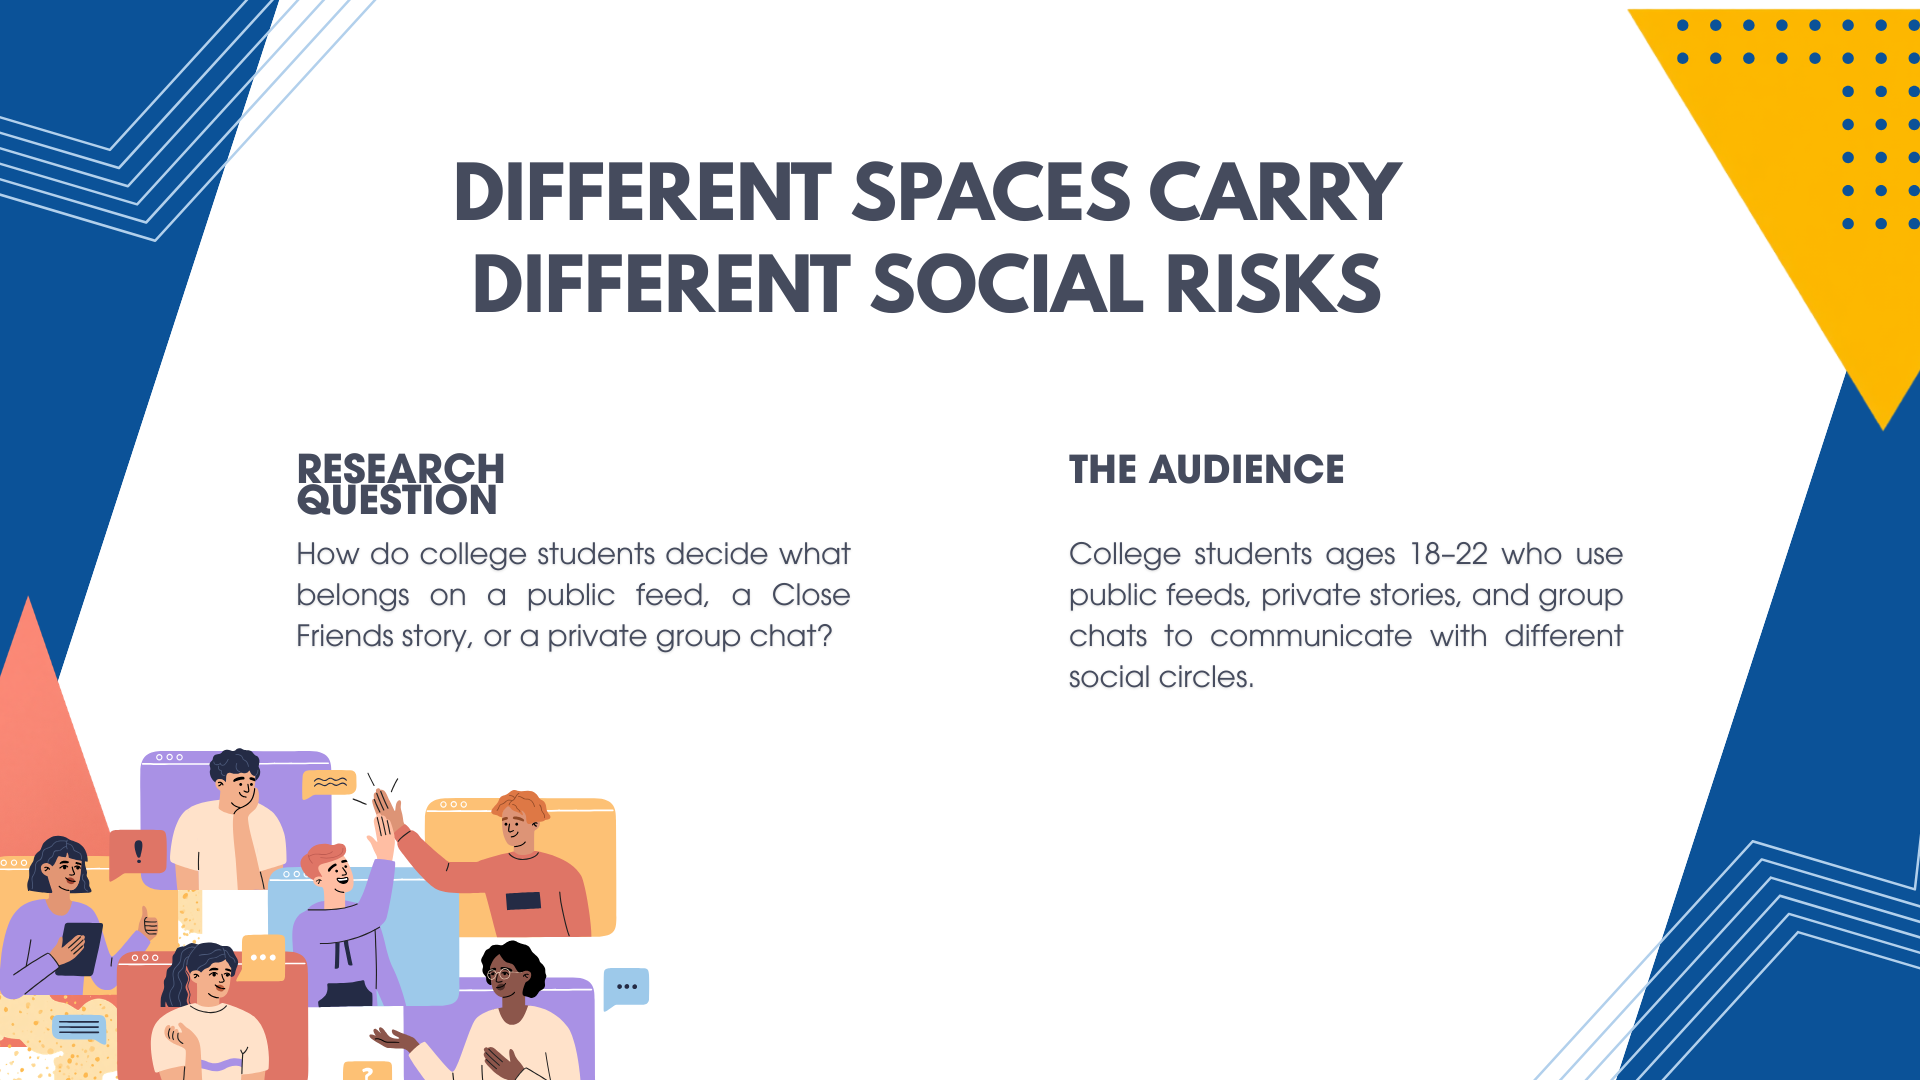 DIFFERENT SPACES CARRY
DIFFERENT SOCIAL RISKS
RESEARCH
QUESTION
How do college students decide what
belongs on a public feed, a Close
Friends story, or a private group chat?
THE AUDIENCE
College students ages 18–22 who use
public feeds, private stories, and group
chats to communicate with different
social circles.
!
?